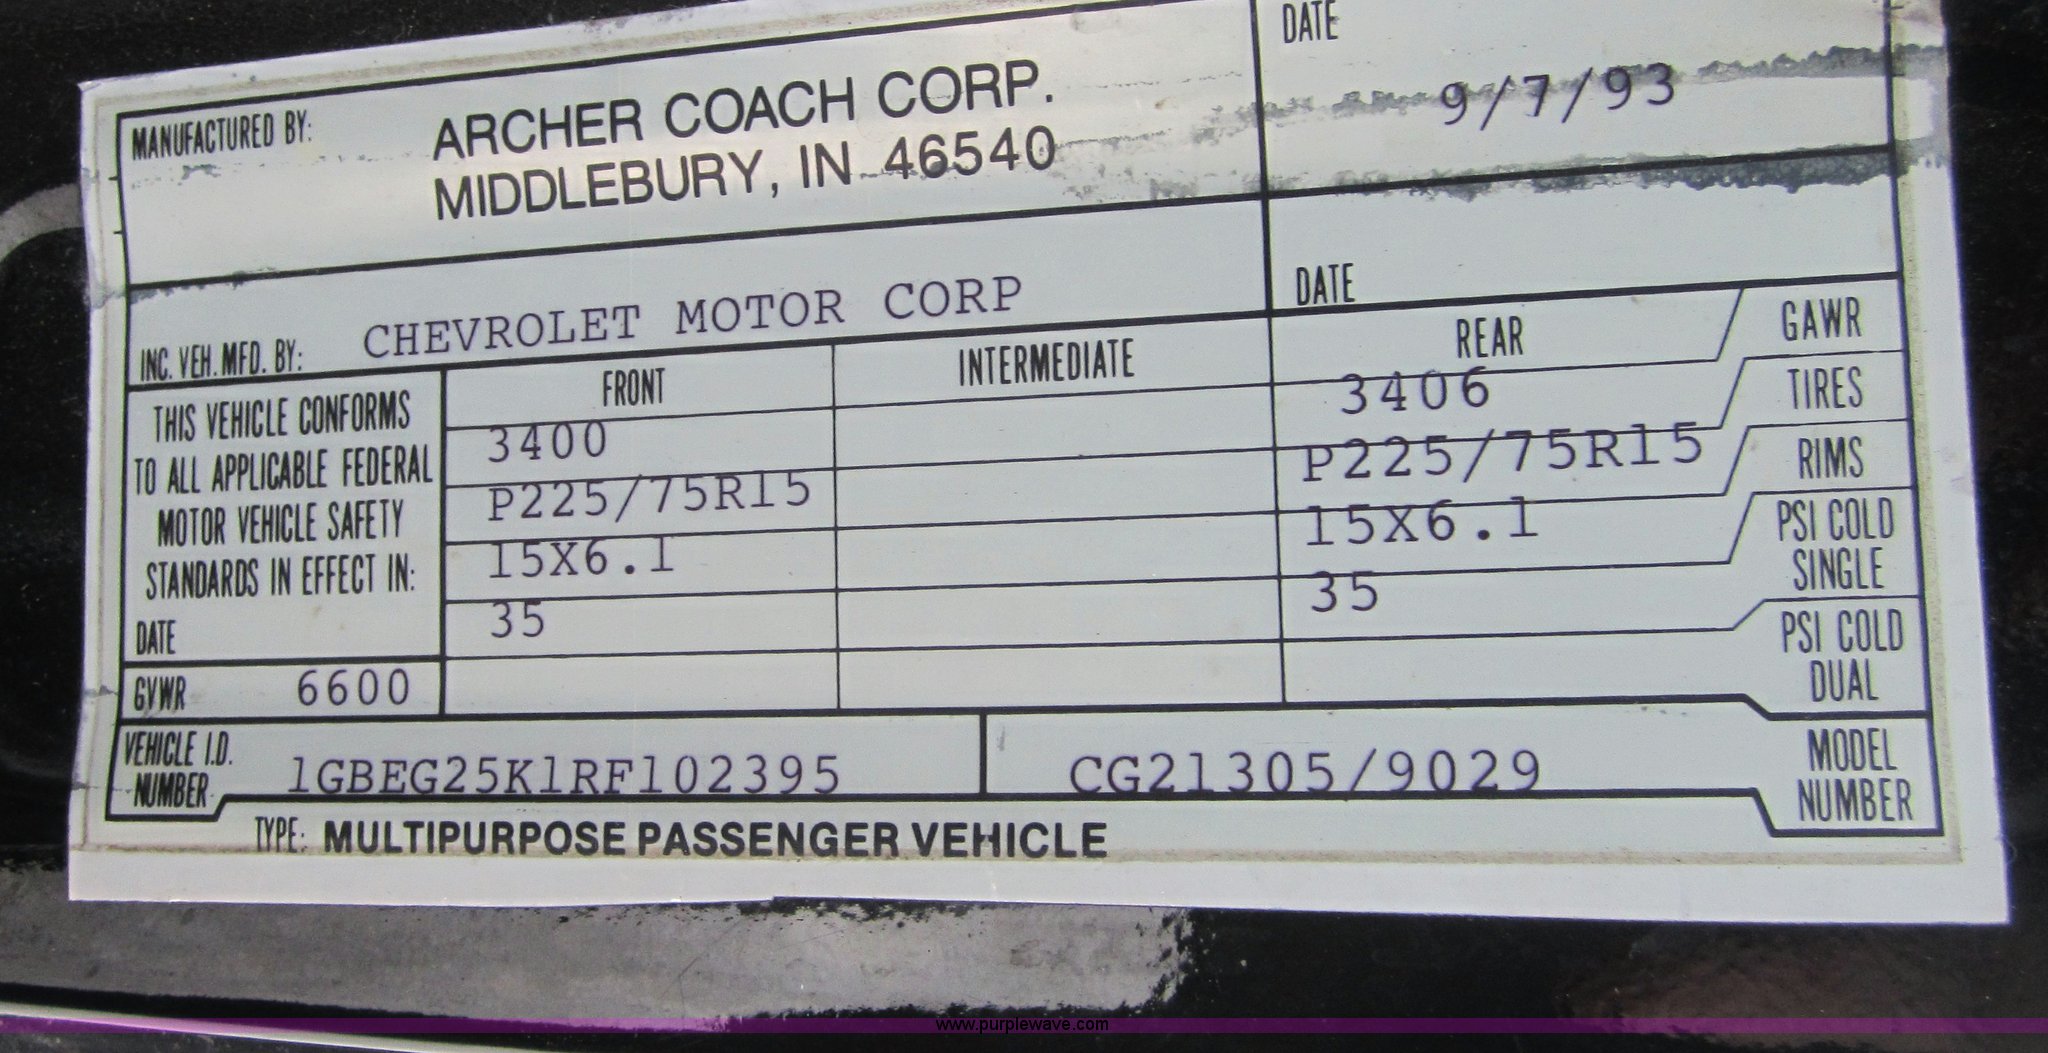 MANUFACTURED BY:
ARCHER COACH CORP.
MIDDLEBURY, IN 46540
DATE
9/7/93
INC. VEH. MFD. BY: CHEVROLET MOTOR CORP
DATE
THIS VEHICLE CONFORMS
TO ALL APPLICABLE FEDERAL
MOTOR VEHICLE SAFETY
STANDARDS IN EFFECT IN:
DATE
FRONT INTERMEDIATE REAR
3400 3406 GAWR
P225/75R15 P225/75R15 TIRES
15X6.1 15X6.1 RIMS
35 35 PSI COLD
SINGLE
PSI COLD
DUAL
GVWR 6600
VEHICLE I.D.
NUMBER 1GBEG25K1RF102395
CG21305/9029 MODEL
NUMBER
TYPE: MULTIPURPOSE PASSENGER VEHICLE
www.purplewave.com